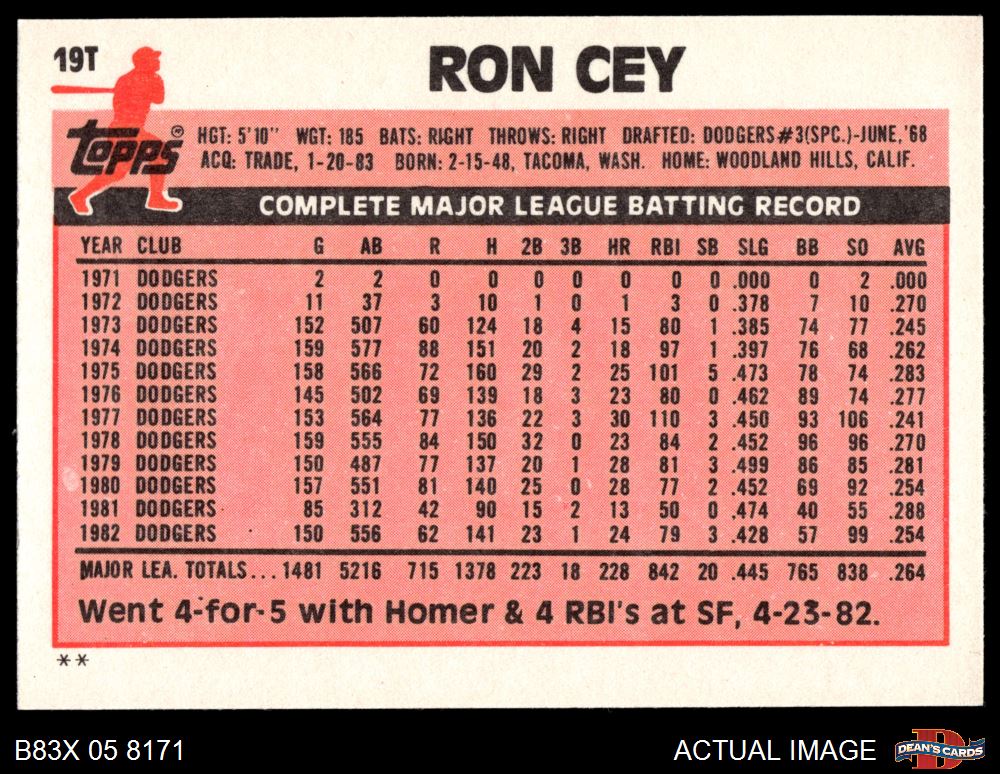 19T
RON CEY
Topps ®
HGT: 5'10" WGT: 185 BATS: RIGHT THROWS: RIGHT DRAFTED: DODGERS #3(SPC.)-JUNE, '68
ACQ: TRADE, 1-20-83 BORN: 2-15-48, TACOMA, WASH. HOME: WOODLAND HILLS, CALIF.
COMPLETE MAJOR LEAGUE BATTING RECORD
YEAR CLUB G AB R H 2B 3B HR RBI SB SLG BB SO AVG
1971 DODGERS 2 2 0 0 0 0 0 0 0 .000 0 2 .000
1972 DODGERS 11 37 3 10 1 0 1 3 0 .378 7 10 .270
1973 DODGERS 152 507 60 124 18 4 15 80 1 .385 74 77 .245
1974 DODGERS 159 577 88 151 20 2 18 97 1 .397 76 68 .262
1975 DODGERS 158 566 72 160 29 2 25 101 5 .473 78 74 .283
1976 DODGERS 145 502 69 139 18 3 23 80 0 .462 89 74 .277
1977 DODGERS 153 564 77 136 22 3 30 110 3 .450 93 106 .241
1978 DODGERS 159 555 84 150 32 0 23 84 2 .452 96 96 .270
1979 DODGERS 150 487 77 137 20 1 28 81 3 .499 86 85 .281
1980 DODGERS 157 551 81 140 25 0 28 77 2 .452 69 92 .254
1981 DODGERS 85 312 42 90 15 2 13 50 0 .474 40 55 .288
1982 DODGERS 150 556 62 141 23 1 24 79 3 .428 57 99 .254
MAJOR LEA. TOTALS... 1481 5216 715 1378 223 18 228 842 20 .445 765 838 .264
Went 4-for-5 with Homer & 4 RBI's at SF, 4-23-82.
**
B83X 05 8171
ACTUAL IMAGE
DEAN'S CARDS